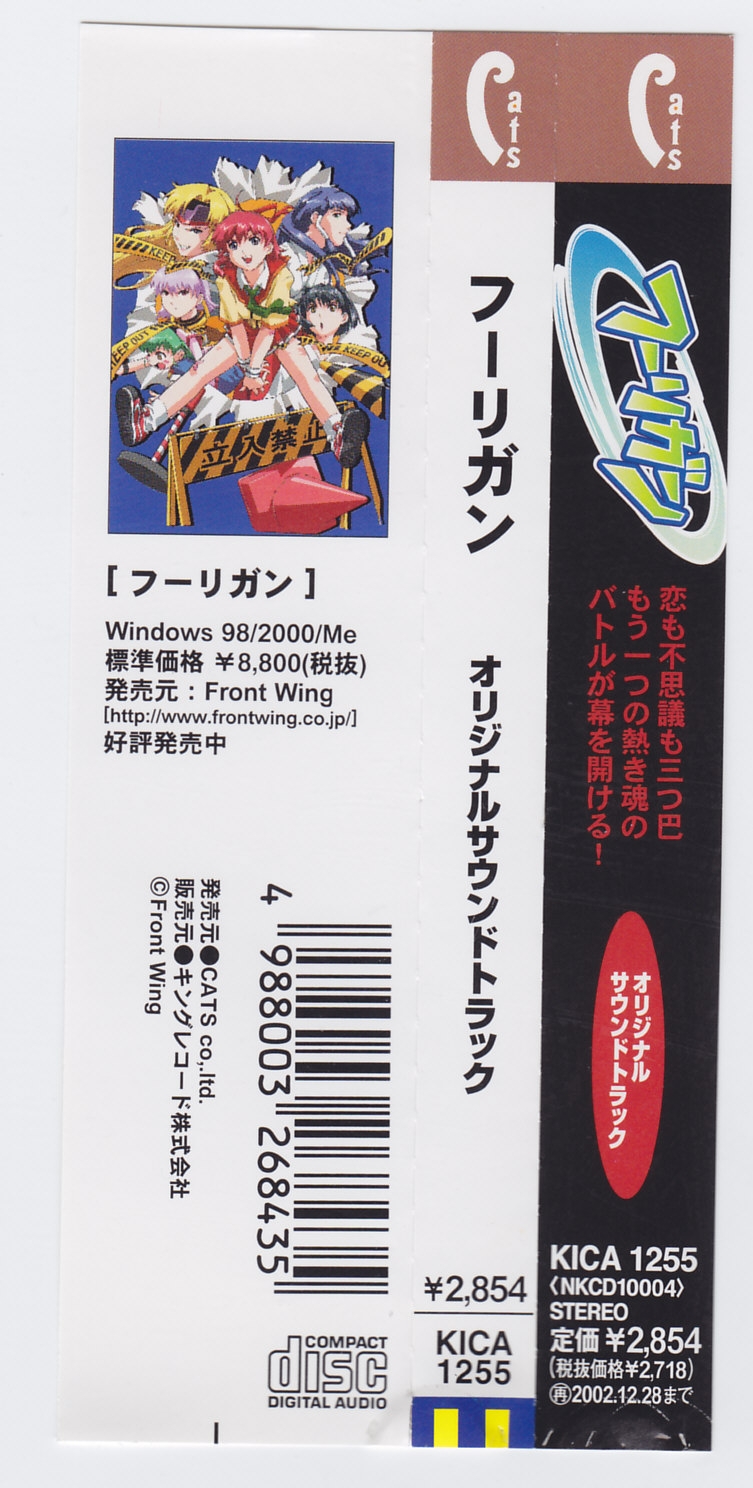 KEEP OUT
KEEP OUT
KEEP OUT
立入禁止
[ フーリガン ]
Windows 98/2000/Me
標準価格 ¥8,800(税抜)
発売元：Front Wing
[http://www.frontwing.co.jp/]
好評発売中
発売元●CATS co,.ltd.
販売元●キングレコード株式会社
©Front Wing
4 988003 268435
COMPACT
disc
DIGITAL AUDIO
Cats
フーリガン
オリジナルサウンドトラック
¥2,854
KICA
1255
Cats
フーリガン
恋も不思議も三つ巴
もう一つの熱き魂の
バトルが幕を開ける！
オリジナル
サウンドトラック
KICA 1255
〈NKCD10004〉
STEREO
定価¥2,854
(税抜価格¥2,718)
再2002.12.28まで